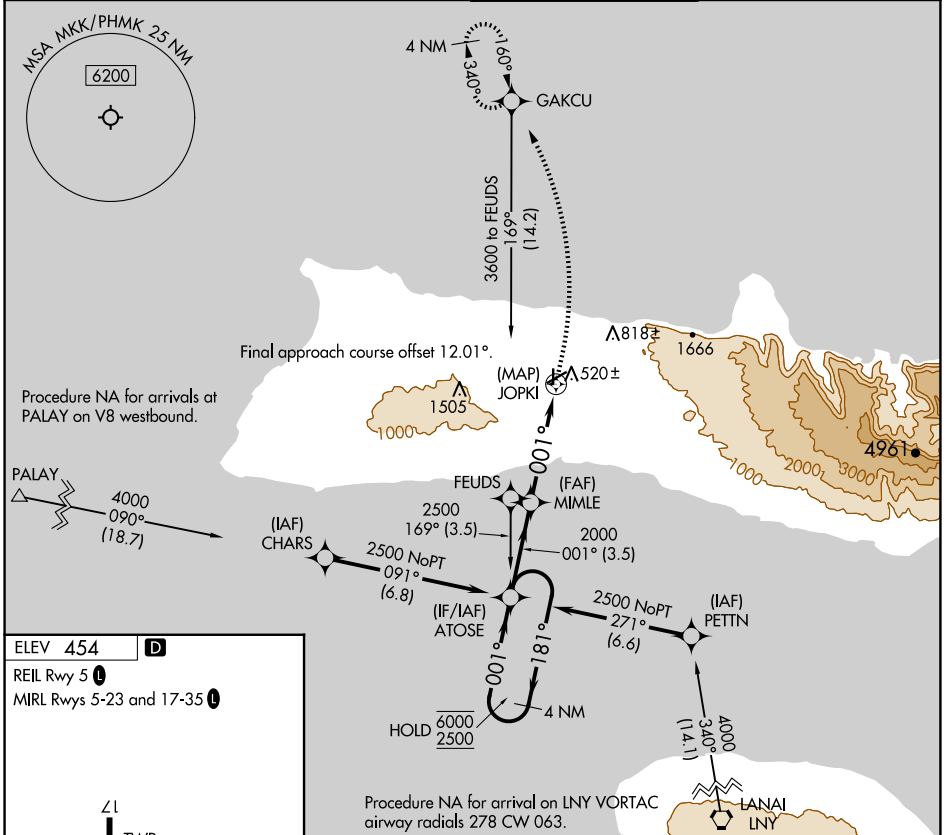 MSA MKK/PHMK 25 NM
6200
4 NM
340°
160°
GAKCU
3600 to FEUDS
169°
(14.2)
818±
1666
Final approach course offset 12.01°.
(MAP)
JOPKI
520±
1505
1000
Procedure NA for arrivals at
PALAY on V8 westbound.
4961
1000
2000
3000
001°
PALAY
4000
090°
(18.7)
FEUDS
(FAF)
MIMLE
2500
169° (3.5)
2000
001° (3.5)
(IAF)
CHARS
2500 NoPT
091°
(6.8)
(IF/IAF)
ATOSE
2500 NoPT
271°
(6.6)
(IAF)
PETTN
001°
181°
4 NM
HOLD
6000
2500
4000
340°
(14.1)
ELEV 454
D
REIL Rwy 5 L
MIRL Rwys 5-23 and 17-35 L
17
TWR
Procedure NA for arrival on LNY VORTAC
airway radials 278 CW 063.
LANAI
LNY